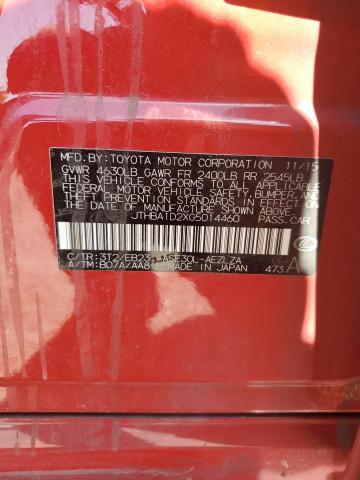 MFD. BY: TOYOTA MOTOR CORPORATION 11/15
GVWR 4630LB GAWR FR 2400LB RR 2545LB
THIS VEHICLE CONFORMS TO ALL APPLICABLE
FEDERAL MOTOR VEHICLE SAFETY, BUMPER, AND
THEFT PREVENTION STANDARDS IN EFFECT ON
THE DATE OF MANUFACTURE SHOWN ABOVE.
JTHBA1D2XG5014460 PASS.CAR
C/TR:3T2/EB23 ASE30L-AEZLZA
A/TM:B07A/AA81 MADE IN JAPAN 473 A